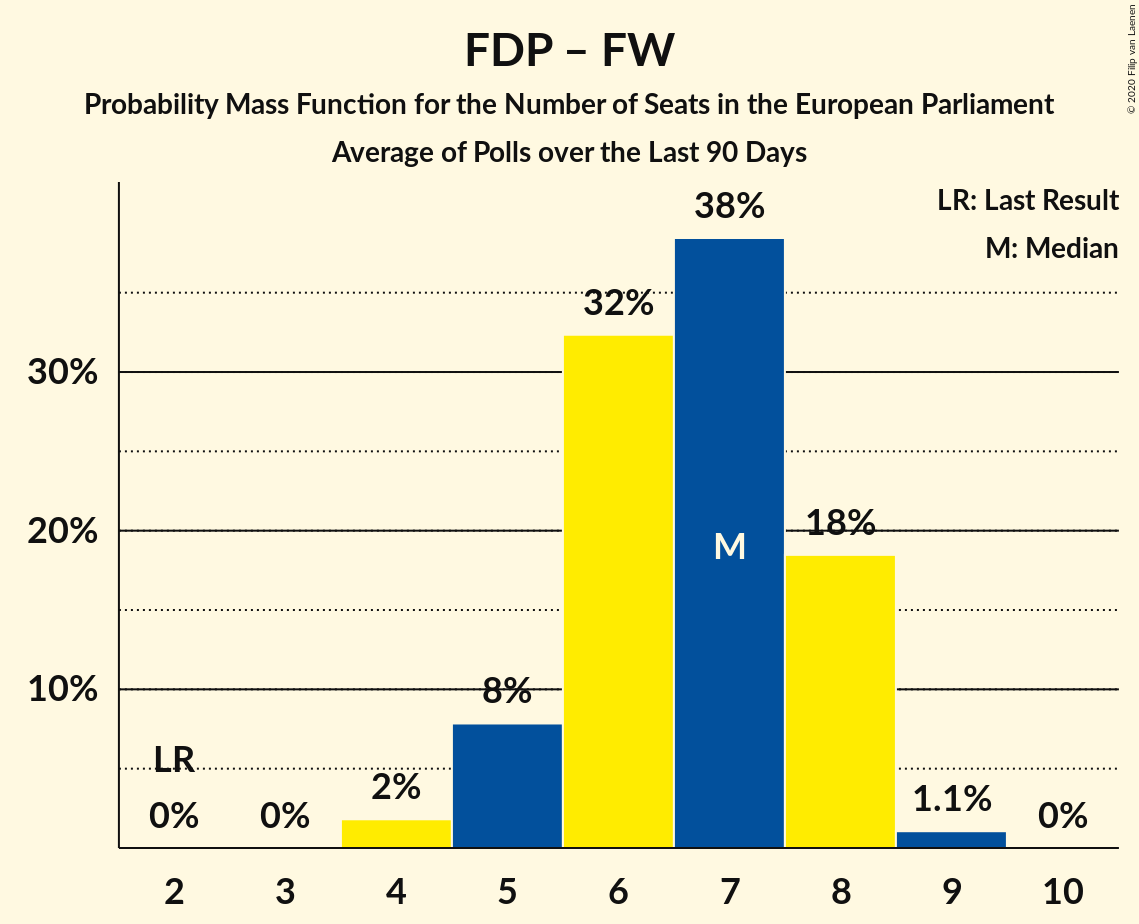 FDP – FW
Probability Mass Function for the Number of Seats in the European Parliament
Average of Polls over the Last 90 Days
© 2020 Filip van Laenen
LR: Last Result
M: Median
38%
32%
30%
20%
18%
M
10%
8%
LR
2%
1.1%
0%
0%
0%
2 3 4 5 6 7 8 9 10